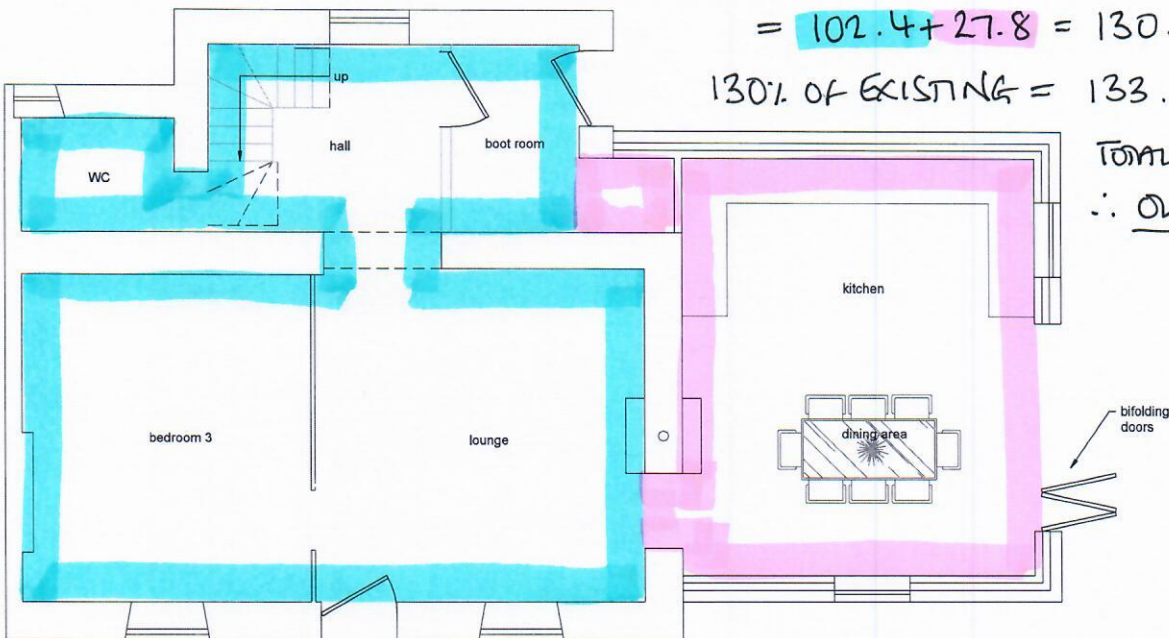 = 102.4 + 27.8 = 130.
130% OF EXISTING = 133.
TOTAL
∴
up
hall
boot room
WC
kitchen
bedroom 3
lounge
dining area
bifolding
doors